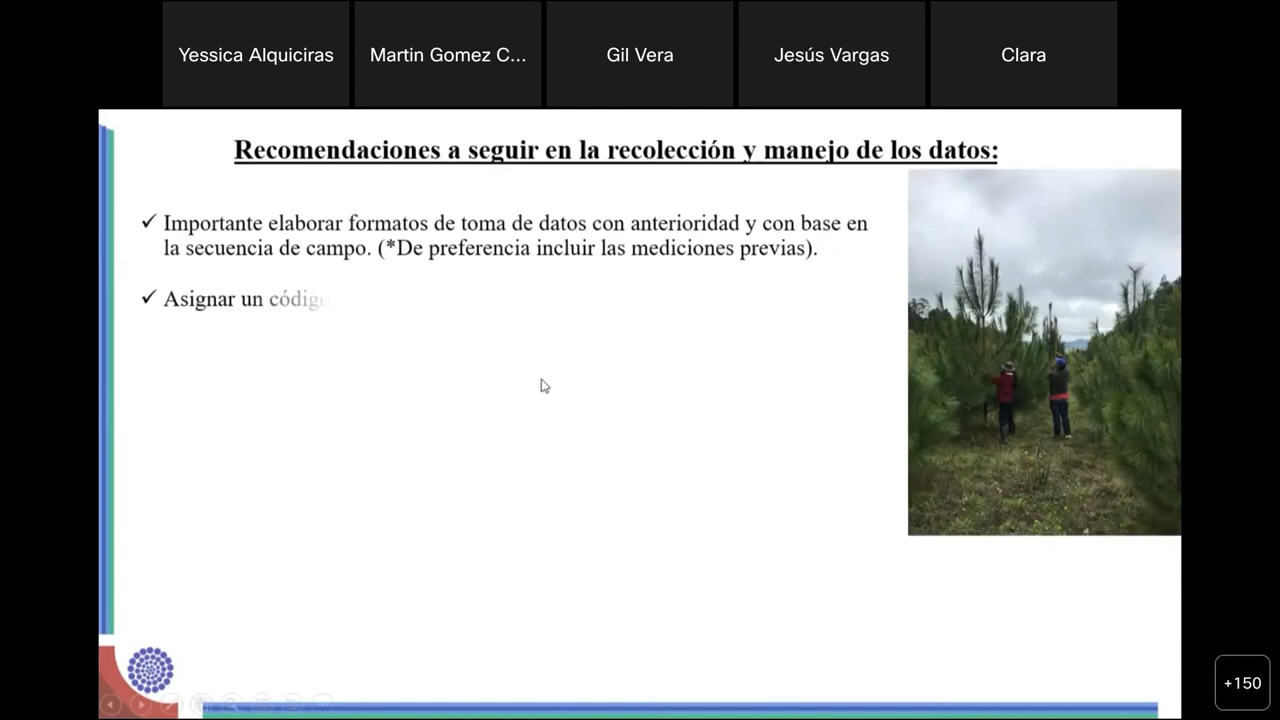 Yessica Alquiciras
Martin Gomez C...
Gil Vera
Jesús Vargas
Clara
Recomendaciones a seguir en la recolección y manejo de los datos:
✓ Importante elaborar formatos de toma de datos con anterioridad y con base en
la secuencia de campo. (*De preferencia incluir las mediciones previas).
✓ Asignar un código
+150